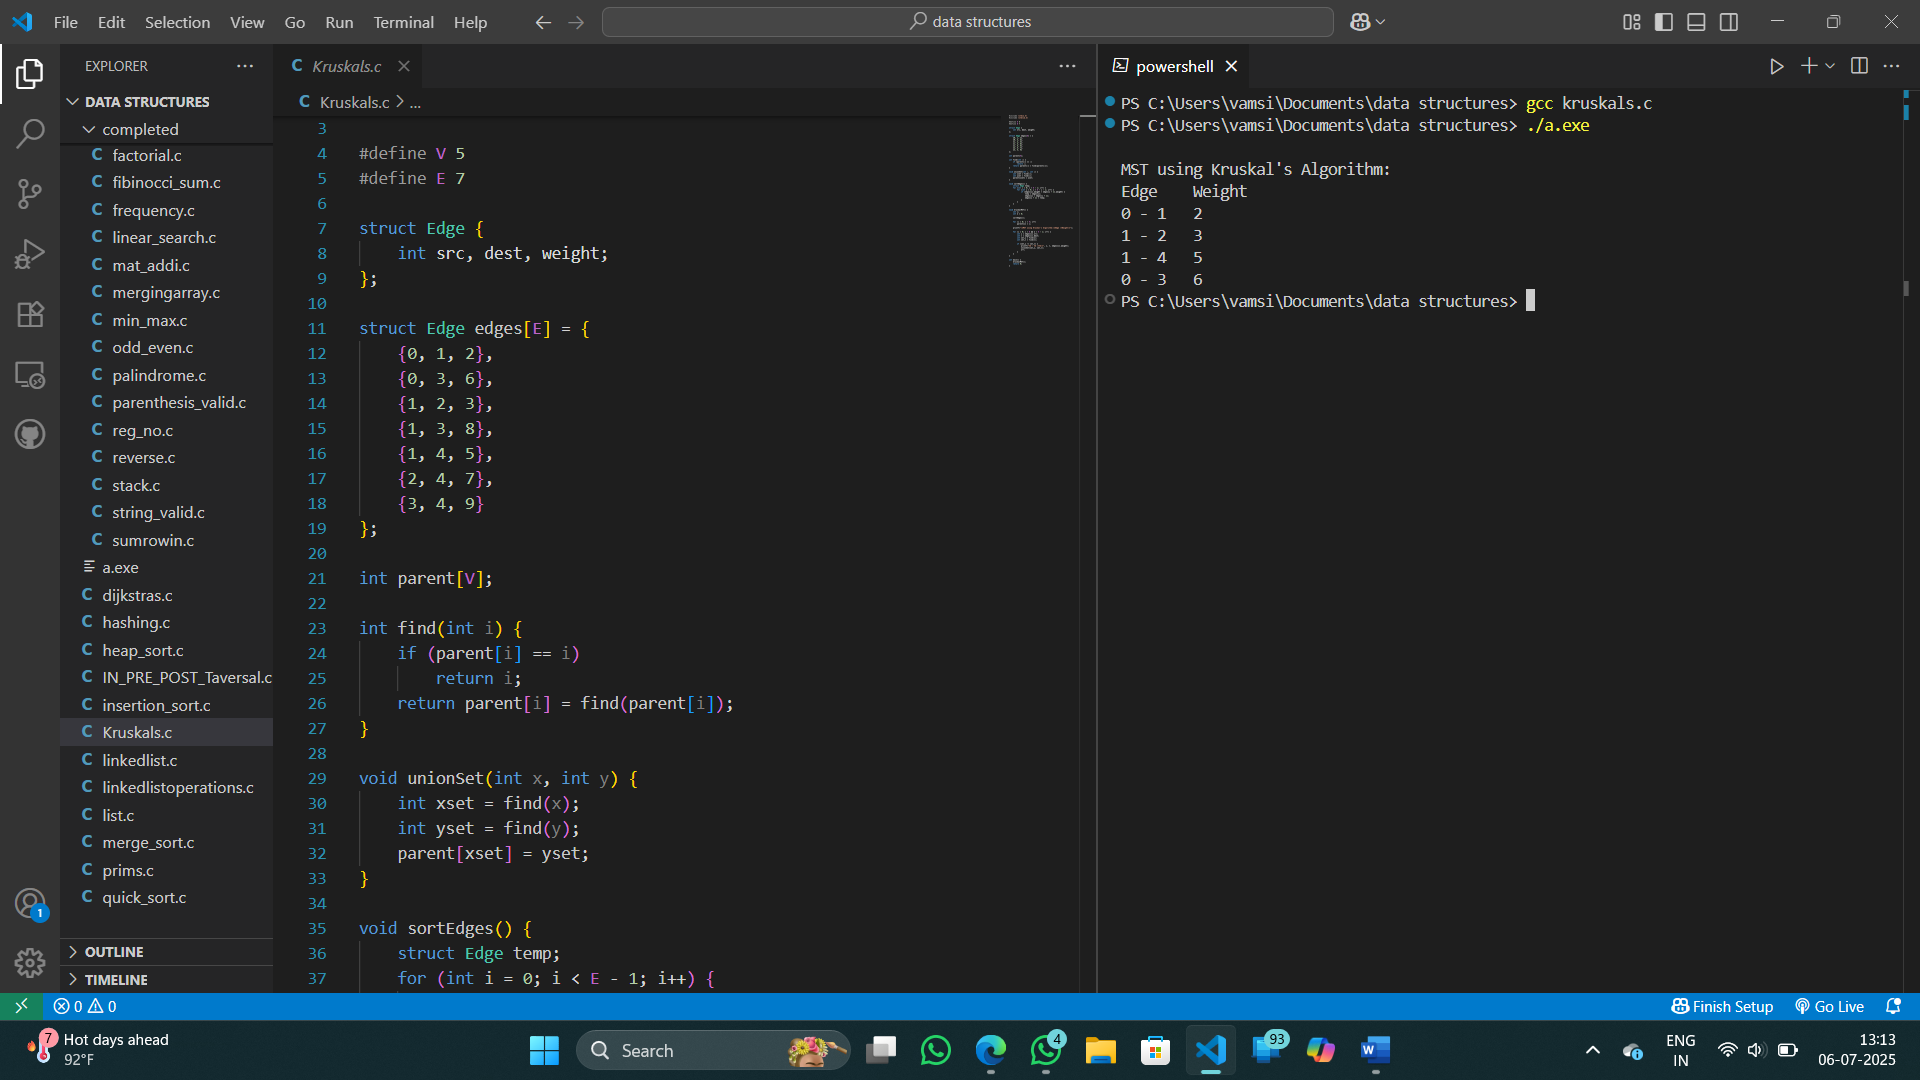 File Edit Selection View Go Run Terminal Help
data structures
EXPLORER
DATA STRUCTURES
completed
C factorial.c
C fibinocci_sum.c
C frequency.c
C linear_search.c
C mat_addi.c
C mergingarray.c
C min_max.c
C odd_even.c
C palindrome.c
C parenthesis_valid.c
C reg_no.c
C reverse.c
C stack.c
C string_valid.c
C sumrowin.c
a.exe
C dijkstras.c
C hashing.c
C heap_sort.c
C IN_PRE_POST_Taversal.c
C insertion_sort.c
C Kruskals.c
C linkedlist.c
C linkedlistoperations.c
C list.c
C merge_sort.c
C prims.c
C quick_sort.c
OUTLINE
TIMELINE
1
C Kruskals.c
C Kruskals.c > ...
3
4 #define V 5
5 #define E 7
6
7 struct Edge {
8 int src, dest, weight;
9 };
10
11 struct Edge edges[E] = {
12 {0, 1, 2},
13 {0, 3, 6},
14 {1, 2, 3},
15 {1, 3, 8},
16 {1, 4, 5},
17 {2, 4, 7},
18 {3, 4, 9}
19 };
20
21 int parent[V];
22
23 int find(int i) {
24 if (parent[i] == i)
25 return i;
26 return parent[i] = find(parent[i]);
27 }
28
29 void unionSet(int x, int y) {
30 int xset = find(x);
31 int yset = find(y);
32 parent[xset] = yset;
33 }
34
35 void sortEdges() {
36 struct Edge temp;
37 for (int i = 0; i < E - 1; i++) {
powershell
PS C:\Users\vamsi\Documents\data structures> gcc kruskals.c
PS C:\Users\vamsi\Documents\data structures> ./a.exe
MST using Kruskal's Algorithm:
Edge Weight
0 - 1 2
1 - 2 3
1 - 4 5
0 - 3 6
PS C:\Users\vamsi\Documents\data structures>
0 0
Finish Setup Go Live
7
Hot days ahead
92°F
Search
4
93
W
ENG
IN
13:13
06-07-2025